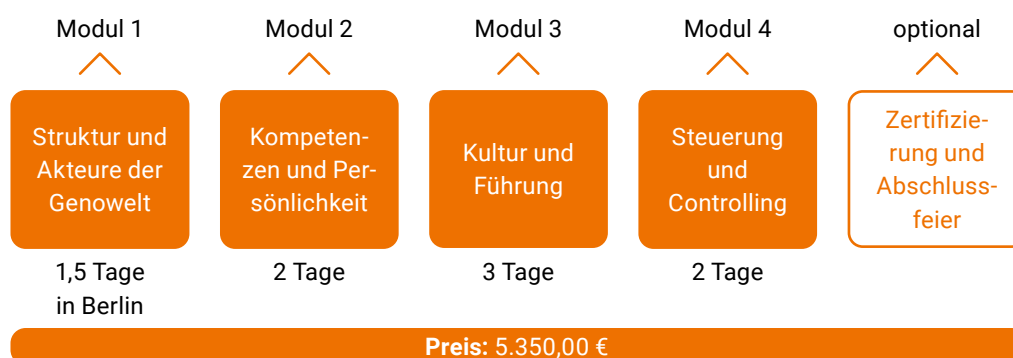 Modul 1
Modul 2
Modul 3
Modul 4
optional
Struktur und
Akteure der
Genowelt
Kompeten-
zen und Per-
sönlichkeit
Kultur und
Führung
Steuerung
und
Controlling
Zertifizie-
rung und
Abschluss-
feier
1,5 Tage
in Berlin
2 Tage
3 Tage
2 Tage
Preis: 5.350,00 €